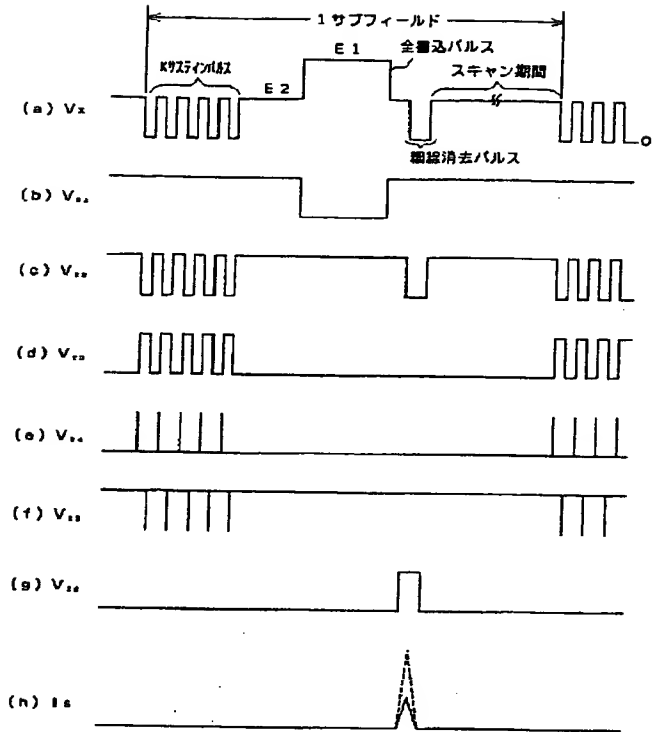 1サブフィールド
全書込パルス
E1
Kサスティンパルス
E2
スキャン期間
(a) Vx
0
細線消去パルス
(b)
(c)
(d)
(e)
(f)
(g)
(h) Is